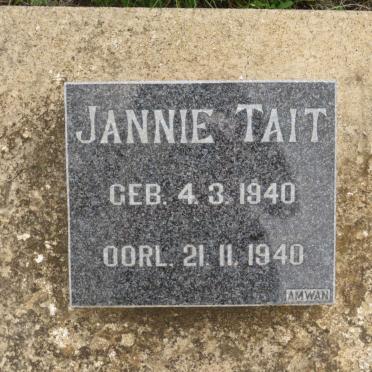 JANNIE TAIT
GEB. 4. 3. 1940
OORL. 21. 11. 1940
AMWAN